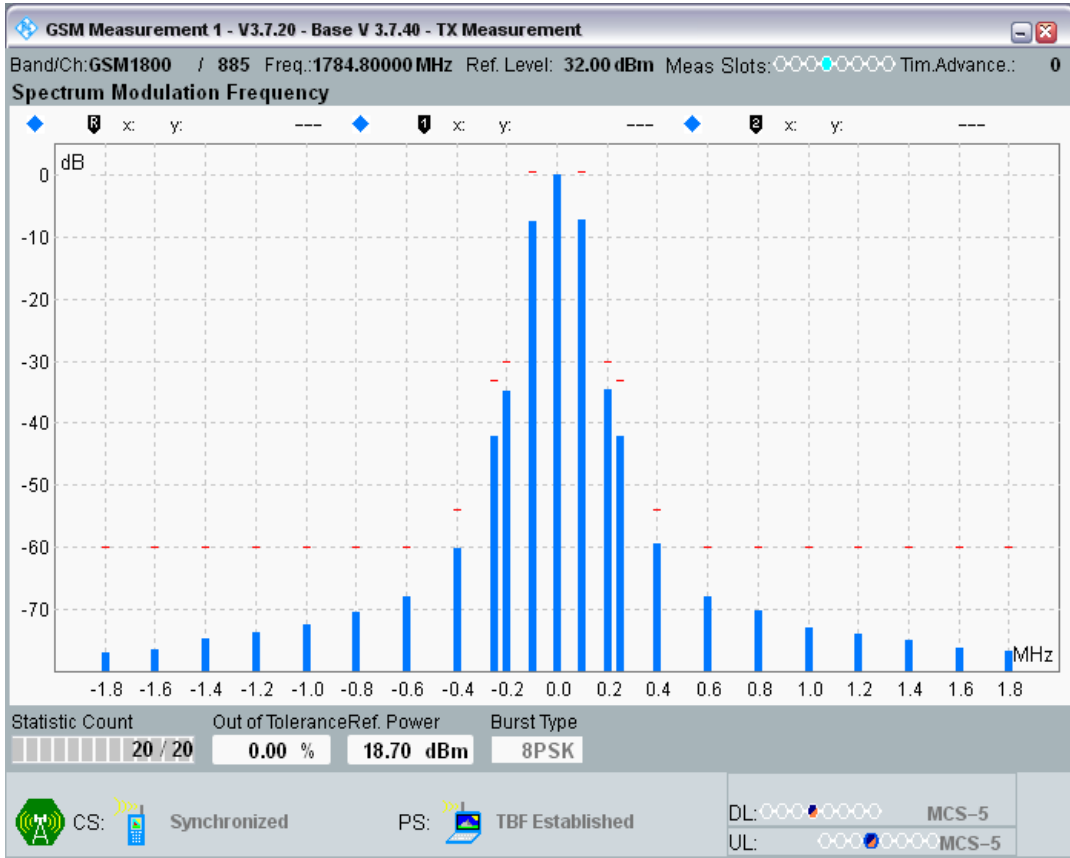 GSM Measurement 1 - V3.7.20 - Base V 3.7.40 - TX Measurement
Band/Ch:GSM1800 / 885 Freq.:1784.80000 MHz Ref. Level: 32.00 dBm Meas Slots: Tim.Advance.: 0
Spectrum Modulation Frequency
R x: y: --- 1 x: y: --- 2 x: y: ---
dB
0
-10
-20
-30
-40
-50
-60
-70
MHz
-1.8 -1.6 -1.4 -1.2 -1.0 -0.8 -0.6 -0.4 -0.2 0.0 0.2 0.4 0.6 0.8 1.0 1.2 1.4 1.6 1.8
Statistic Count Out of Tolerance Ref. Power Burst Type
20 / 20 0.00 % 18.70 dBm 8PSK
CS: Synchronized PS: TBF Established
DL: MCS-5
UL: MCS-5